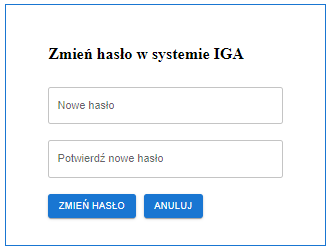 Zmień hasło w systemie IGA
Nowe hasło
Potwierdź nowe hasło
ZMIEŃ HASŁO ANULUJ